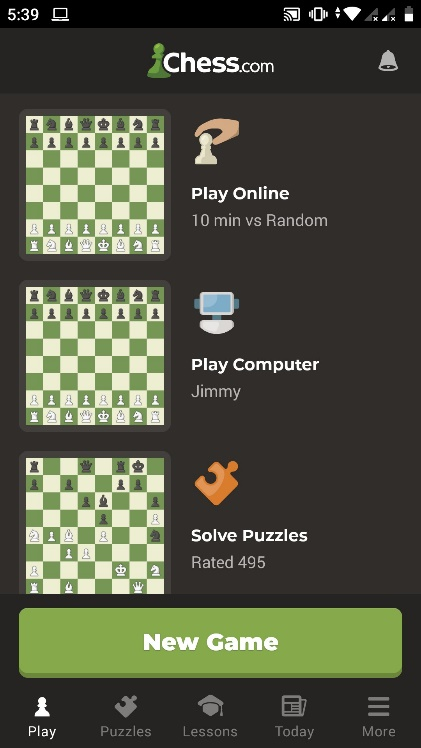 5:39
Chess.com
Play Online
10 min vs Random
Play Computer
Jimmy
Solve Puzzles
Rated 495
New Game
Play
Puzzles
Lessons
Today
More